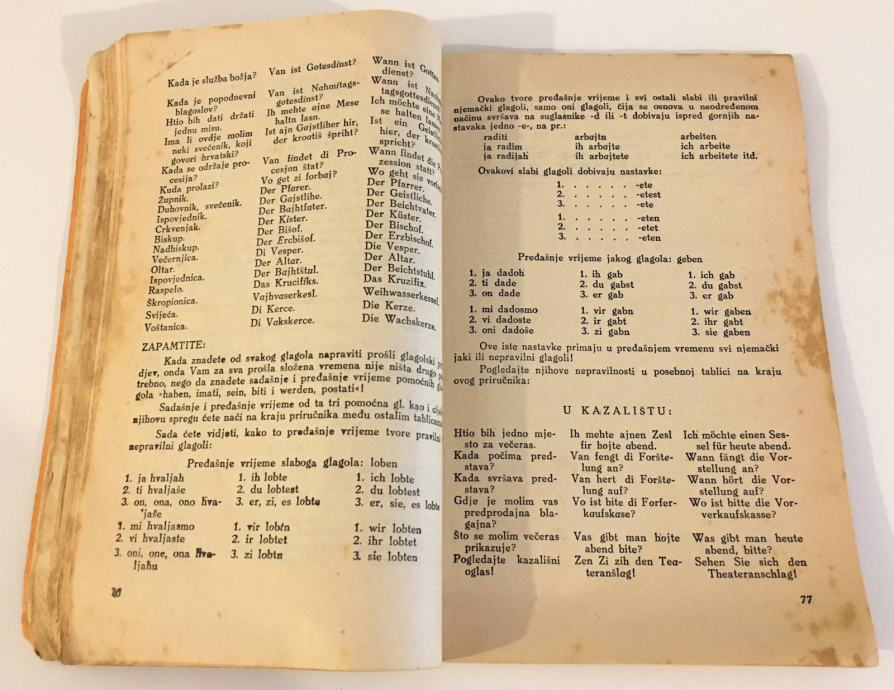 Kada je služba božja? Van ist Gotesdinst? Wann ist Gottes-
dienst?
Kada je popodnevni Van ist Nahmitags- Wann ist
blagoslov? gotesdinst? tagsgottesdienst
Htio bih dati držati Ih mehte ajne Mese Ich möchte eine
jednu misu. haltn lasn. se halten lassen
Ima li ovdje molim Ist ajn Gajstliher hir, Ist ein
neki svečenik, koji der kroatiš špriht? hier, der
govori hrvatski? spricht?
Kada se održaje pro- Van findet di Pro- Wann findet die
cesija? cesjon štat? zession statt?
Kuda prolazi? Vo get zi forbaj? Wo geht sie
Župnik. Der Pfarer. Der Pfarrer.
Duhovnik, svećenik. Der Gajstlihe. Der Geistliche.
Ispovjednik. Der Bajhtfater. Der Beichtvater.
Crkvenjak. Der Kister. Der Küster.
Biskup. Der Bišof. Der Bischof.
Nadbiskup. Der Ercbišof. Der Erzbischof.
Večernjica. Di Vesper. Die Vesper.
Oltar. Der Altar. Der Altar.
Ispovjednica. Der Bajhtštul. Der Beichtstuhl.
Raspelo. Das Krucifiks. Das Kruzifix.
Škropionica. Vajhvaserkesl. Weihwasserkessel.
Svijeća. Di Kerce. Die Kerze.
Voštanica. Di Vakskerce. Die Wachskerze.
ZAPAMTITE:
Kada znadete od svakog glagola napraviti prošli glagolski
djev, onda Vam za sva prošla složena vremena nije ništa drugo
trebno, nego da znadete sadašnje i predašnje vrijeme pomoćnih
gola »haben, imati, sein, biti i werden, postati«!
Sadašnje i predašnje vrijeme od ta tri pomoćna gl. kao i
njihovu spregu ćete naći na kraju priručnika među ostalim tablicama
Sada ćete vidjeti, kako to predašnje vrijeme tvore pravilni
nepravilni glagoli:
Predašnje vrijeme slaboga glagola: loben
1. ja hvaljah 1. ih lobte 1. ich lobte
2. ti hvaljaše 2. du lobtest 2. du lobtest
3. on, ona, ono hva- 3. er, zi, es lobte 3. er, sie, es lobte
ljaše
1. mi hvaljasmo 1. vir lobtn 1. wir lobten
2. vi hvaljaste 2. ir lobtet 2. ihr lobtet
3. oni, one, ona hva- 3. zi lobtn 3. sie lobten
ljahu
76
Ovako tvore predašnje vrijeme i svi ostali slabi ili pravilni
njemački glagoli, samo oni glagoli, čija se osnova u neodređenom
načinu svršava na suglasnike -d ili -t dobivaju ispred gornjih na-
stavaka jedno -e-, na pr.:
raditi arbajtn arbeiten
ja radim ih arbajte ich arbeite
ja radijah ih arbajtete ich arbeitete itd.
Ovakovi slabi glagoli dobivaju nastavke:
1. . . . . . -ete
2. . . . . . -etest
3. . . . . . -ete
1. . . . . . -eten
2. . . . . . -etet
3. . . . . . -eten
Predašnje vrijeme jakog glagola: geben
1. ja dadoh 1. ih gab 1. ich gab
2. ti dade 2. du gabst 2. du gabst
3. on dade 3. er gab 3. er gab
1. mi dadosmo 1. vir gabn 1. wir gaben
2. vi dadoste 2. ir gabt 2. ihr gabt
3. oni dadoše 3. zi gabn 3. sie gaben
Ove iste nastavke primaju u predašnjem vremenu svi njemački
jaki ili nepravilni glagoli!
Pogledajte njihove nepravilnosti u posebnoj tablici na kraju
ovog priručnika:
U KAZALIŠTU:
Htio bih jedno mje- Ih mehte ajnen Zesl Ich möchte einen Ses-
sto za večeras. fir hojte abend. sel für heute abend.
Kada počima pred- Van fengt di Foršte- Wann fängt die Vor-
stava? lung an? stellung an?
Kada svršava pred- Van hert di Foršte- Wann hört die Vor-
stava? lung auf? stellung auf?
Gdje je molim vas Vo ist bite di Forfer- Wo ist bitte die Vor-
predprodajna bla- kaufskase? verkaufskasse?
gajna?
Što se molim večeras Vas gibt man hojte Was gibt man heute
prikazuje? abend bite? abend, bitte?
Pogledajte kazališni Zen Zi zih den Tea- Sehen Sie sich den
oglas! teranšlag! Theateranschlag!
77